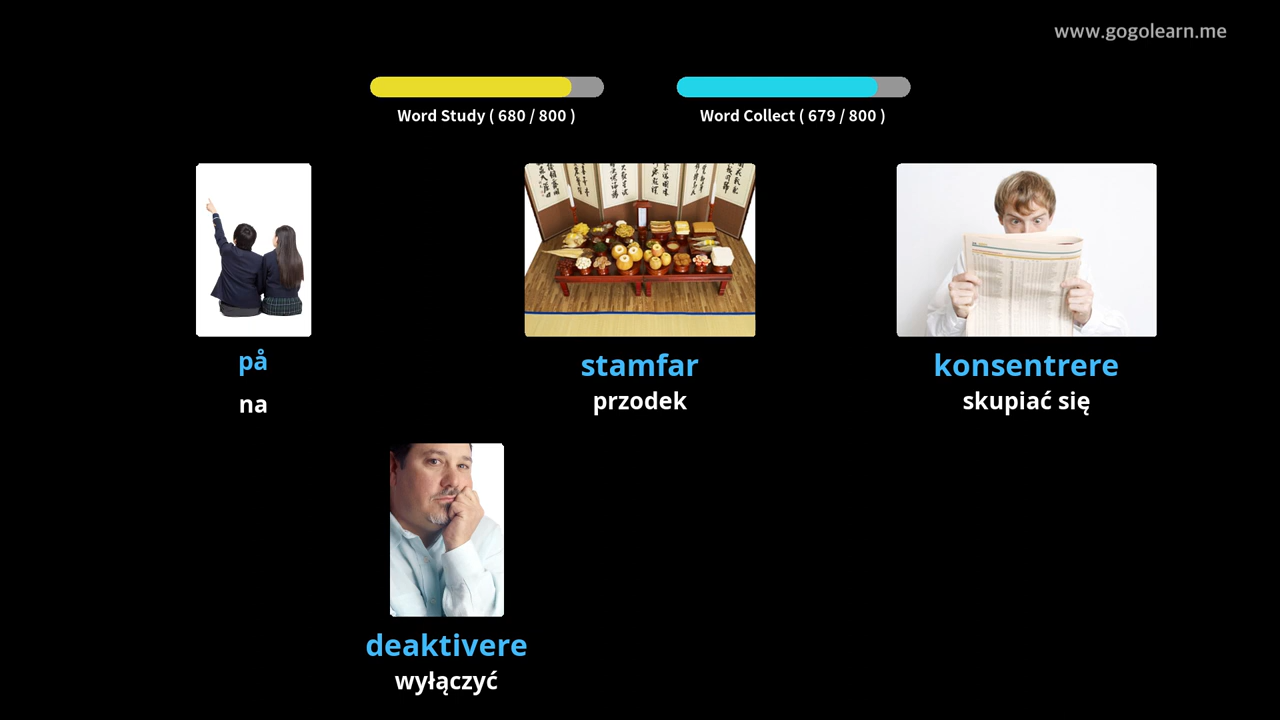 www.gogolearn.me
Word Study ( 680 / 800 )
Word Collect ( 679 / 800 )
på
na
stamfar
przodek
konsentrere
skupiać się
deaktivere
wyłączyć